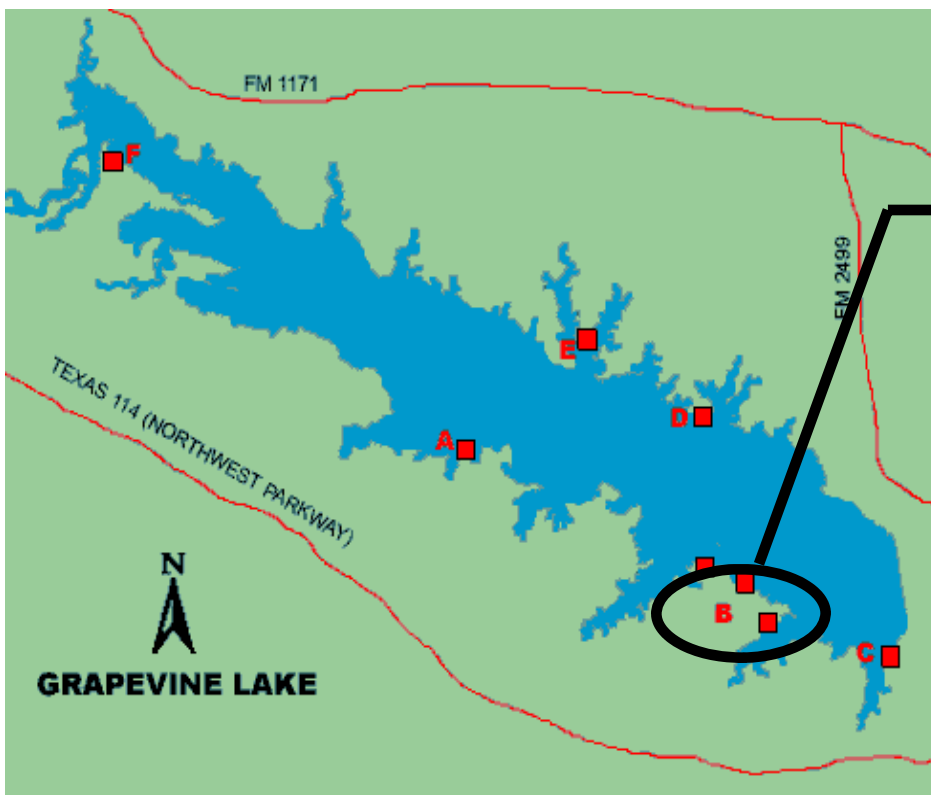 FM 1171
F
FM 2499
E
TEXAS 114 (NORTHWEST PARKWAY)
D
A
N
B
C
GRAPEVINE LAKE